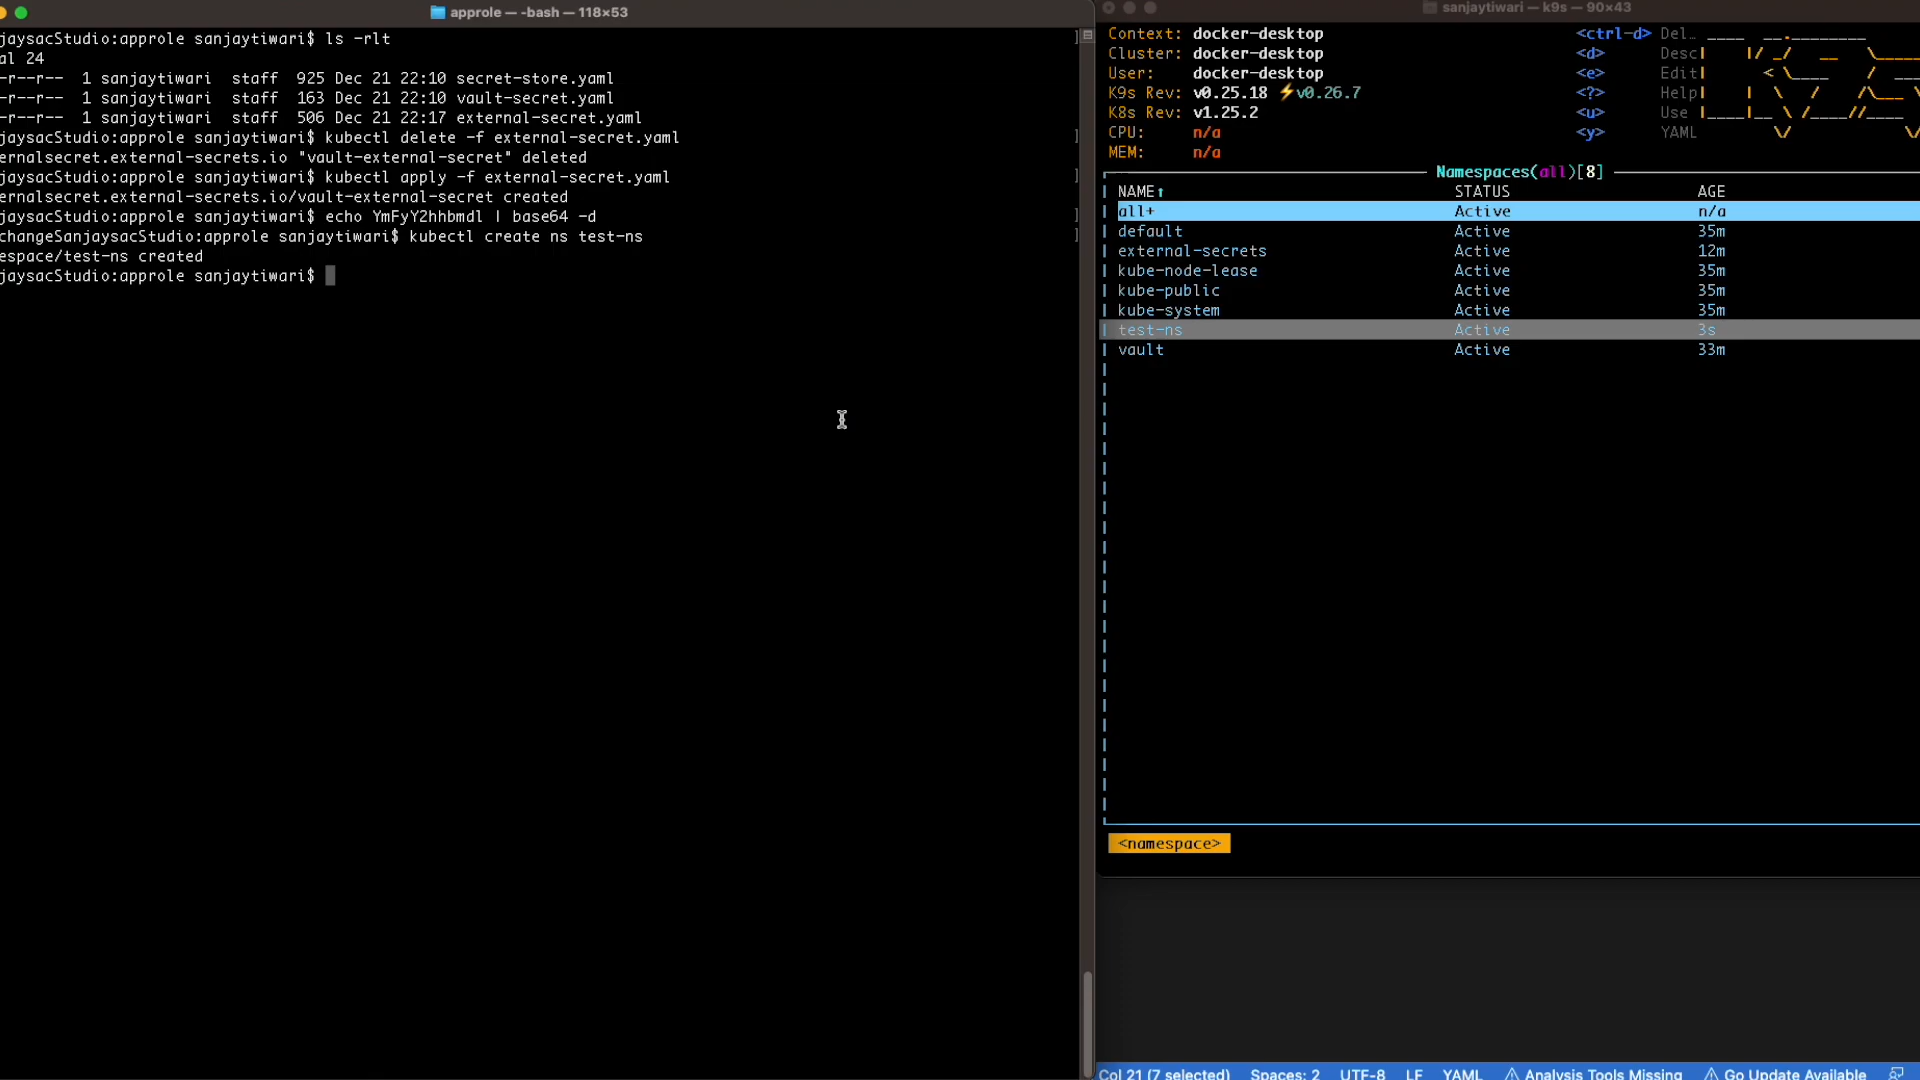 approle — -bash — 118×53
jaysacStudio:approle sanjaytiwari$ ls -rlt
al 24
-r--r--  1 sanjaytiwari  staff  925 Dec 21 22:10 secret-store.yaml
-r--r--  1 sanjaytiwari  staff  163 Dec 21 22:10 vault-secret.yaml
-r--r--  1 sanjaytiwari  staff  506 Dec 21 22:17 external-secret.yaml
jaysacStudio:approle sanjaytiwari$ kubectl delete -f external-secret.yaml
ernalsecret.external-secrets.io "vault-external-secret" deleted
jaysacStudio:approle sanjaytiwari$ kubectl apply -f external-secret.yaml
ernalsecret.external-secrets.io/vault-external-secret created
jaysacStudio:approle sanjaytiwari$ echo YmFyY2hhbmdl | base64 -d
changeSanjaysacStudio:approle sanjaytiwari$ kubectl create ns test-ns
espace/test-ns created
jaysacStudio:approle sanjaytiwari$
sanjaytiwari — k9s — 90×43
Context: docker-desktop <ctrl-d> Del…
Cluster: docker-desktop <d> Desc
User: docker-desktop <e> Edit
K9s Rev: v0.25.18 ⚡v0.26.7 <?> Help
K8s Rev: v1.25.2 <u> Use
CPU: n/a <y> YAML
MEM: n/a
Namespaces(all)[8]
NAME↑ STATUS AGE
all+ Active n/a
default Active 35m
external-secrets Active 12m
kube-node-lease Active 35m
kube-public Active 35m
kube-system Active 35m
test-ns Active 3s
vault Active 33m
<namespace>
Col 21 (7 selected) Spaces: 2 UTF-8 LF YAML Analysis Tools Missing Go Update Available